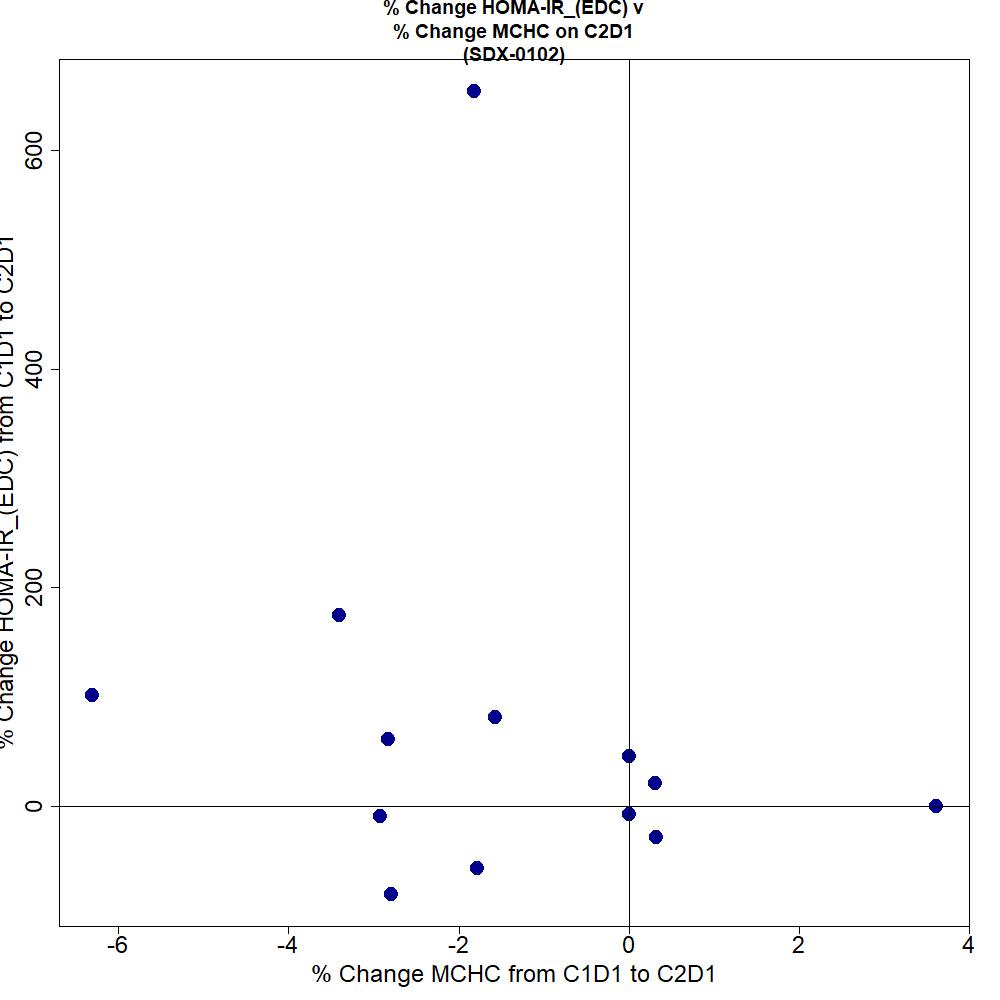 % Change HOMA-IR_(EDC) v
% Change MCHC on C2D1
(SDX-0102)
% Change HOMA-IR_(EDC) from C1D1 to C2D1
600
400
200
0
-6
-4
-2
0
2
4
% Change MCHC from C1D1 to C2D1